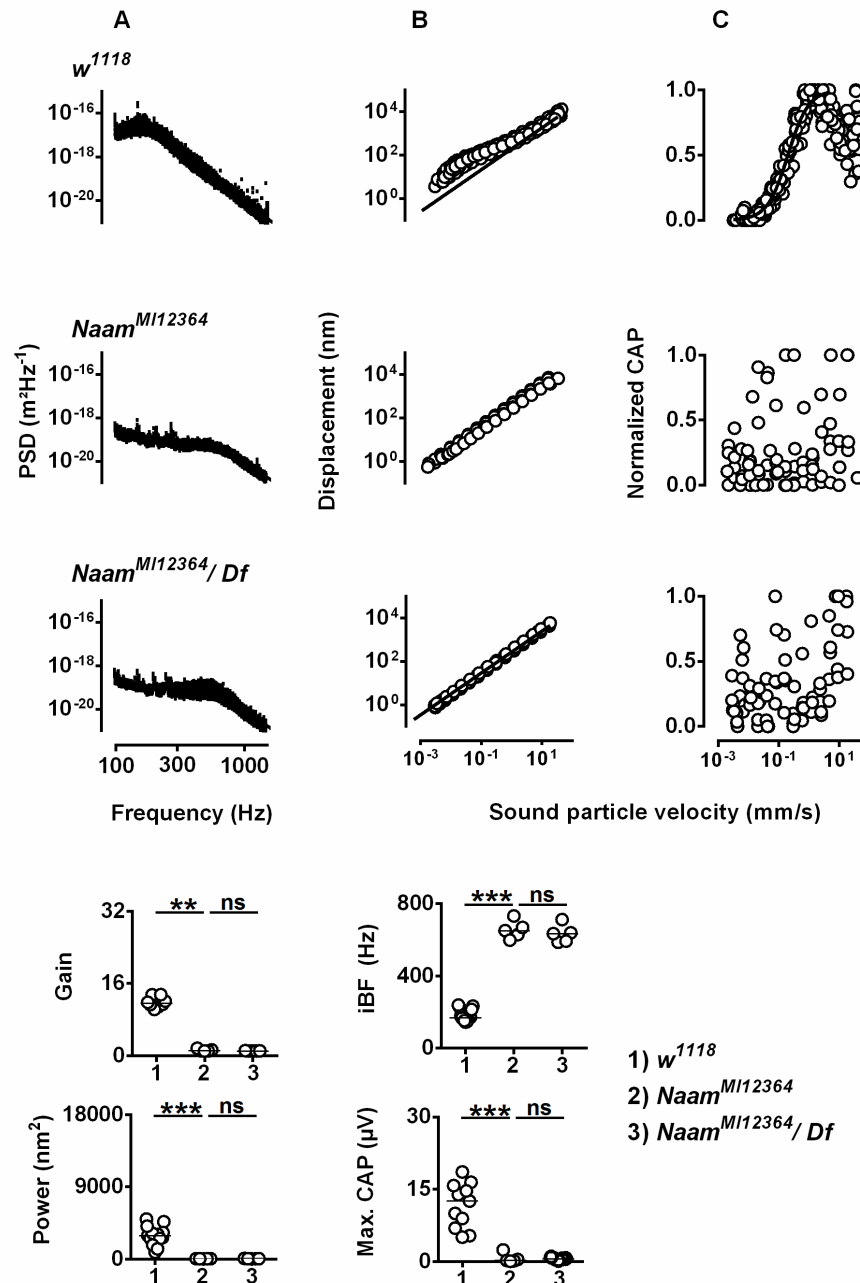 A B C
w1118
10-16
10-18
10-20
10⁴
10²
10⁰
1.0
0.5
0.0
NaamMI12364
PSD (m²Hz-1)
10-16
10-18
10-20
Displacement (nm)
10⁴
10²
10⁰
Normalized CAP
1.0
0.5
0.0
NaamMI12364/ Df
10-16
10-18
10-20
10⁴
10²
10⁰
1.0
0.5
0.0
100 300 1000
10-3 10-1 10¹
10-3 10-1 10¹
Frequency (Hz)
Sound particle velocity (mm/s)
Gain
32
16
0
** ns
1 2 3
iBF (Hz)
800
400
0
*** ns
1 2 3
1) w1118
2) NaamMI12364
3) NaamMI12364/ Df
Power (nm²)
18000
9000
0
*** ns
1 2 3
Max. CAP (µV)
30
15
0
*** ns
1 2 3